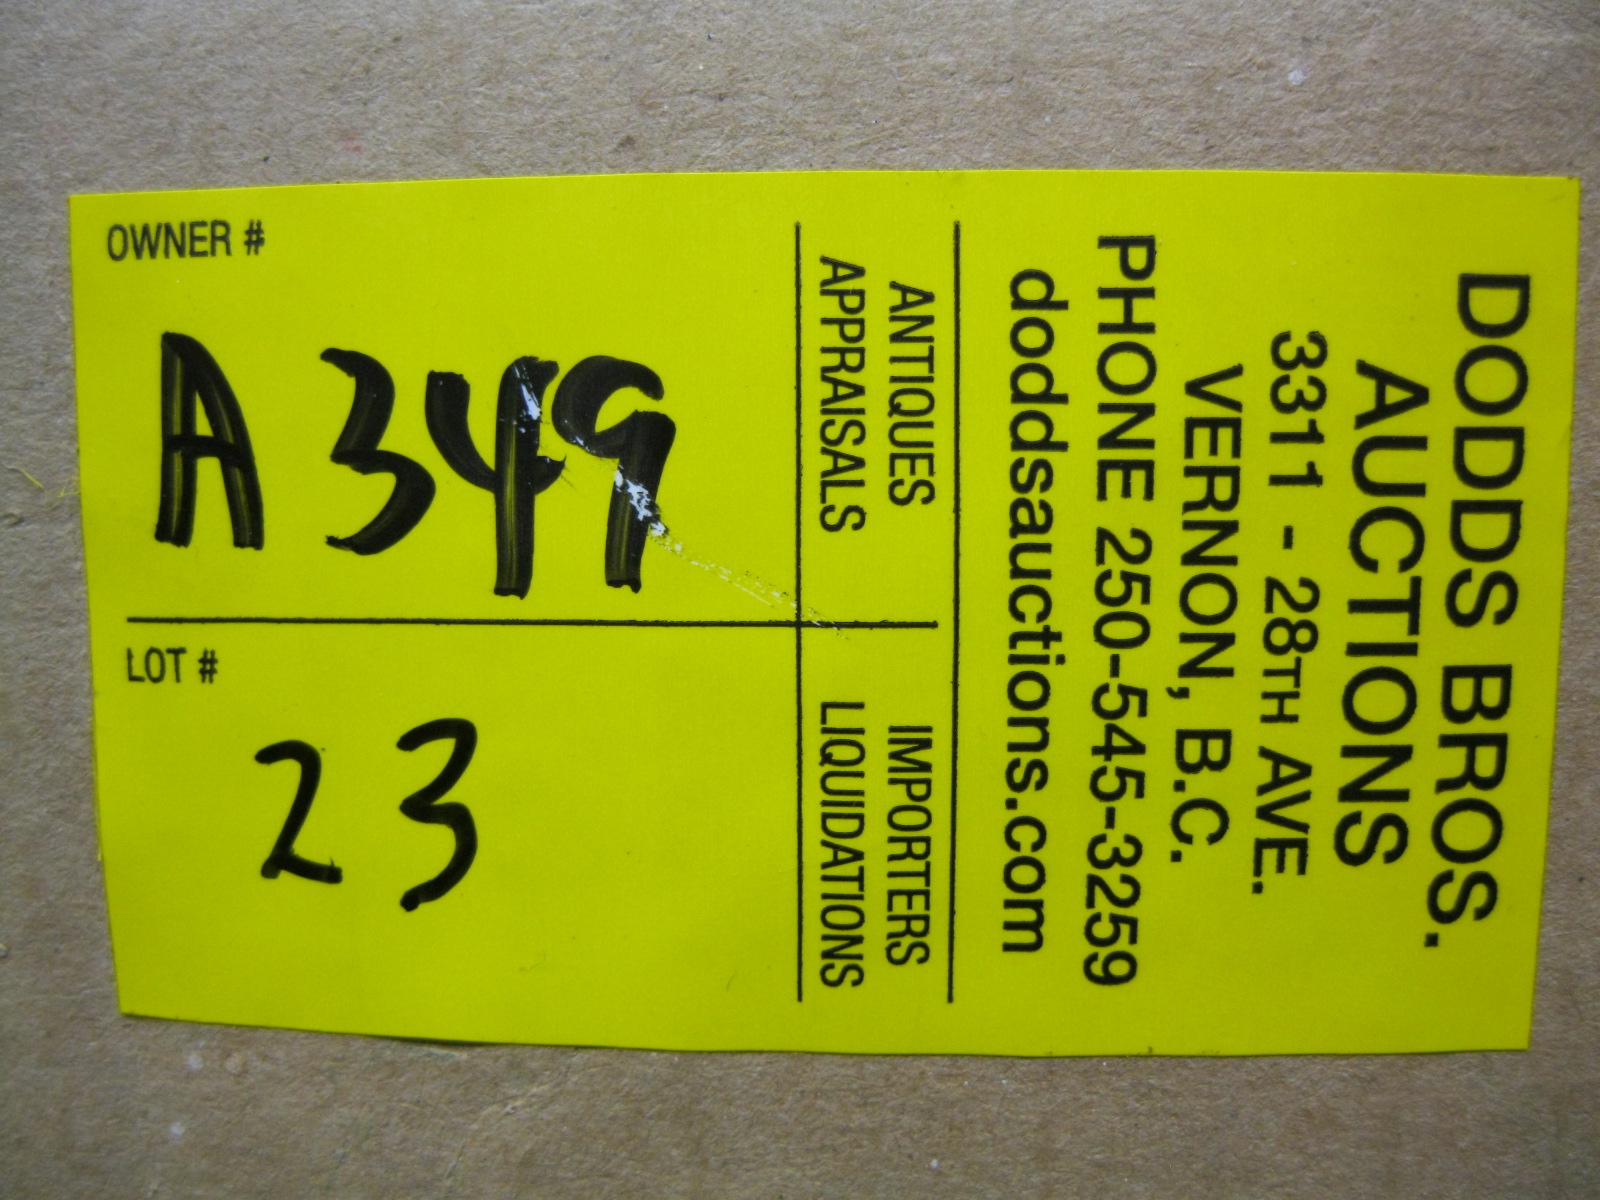 DODDS BROS.
AUCTIONS
3311 - 28TH AVE.
VERNON, B.C.
PHONE 250-545-3259
doddsauctions.com
ANTIQUES
APPRAISALS
IMPORTERS
LIQUIDATIONS
OWNER #
A 349
LOT #
23